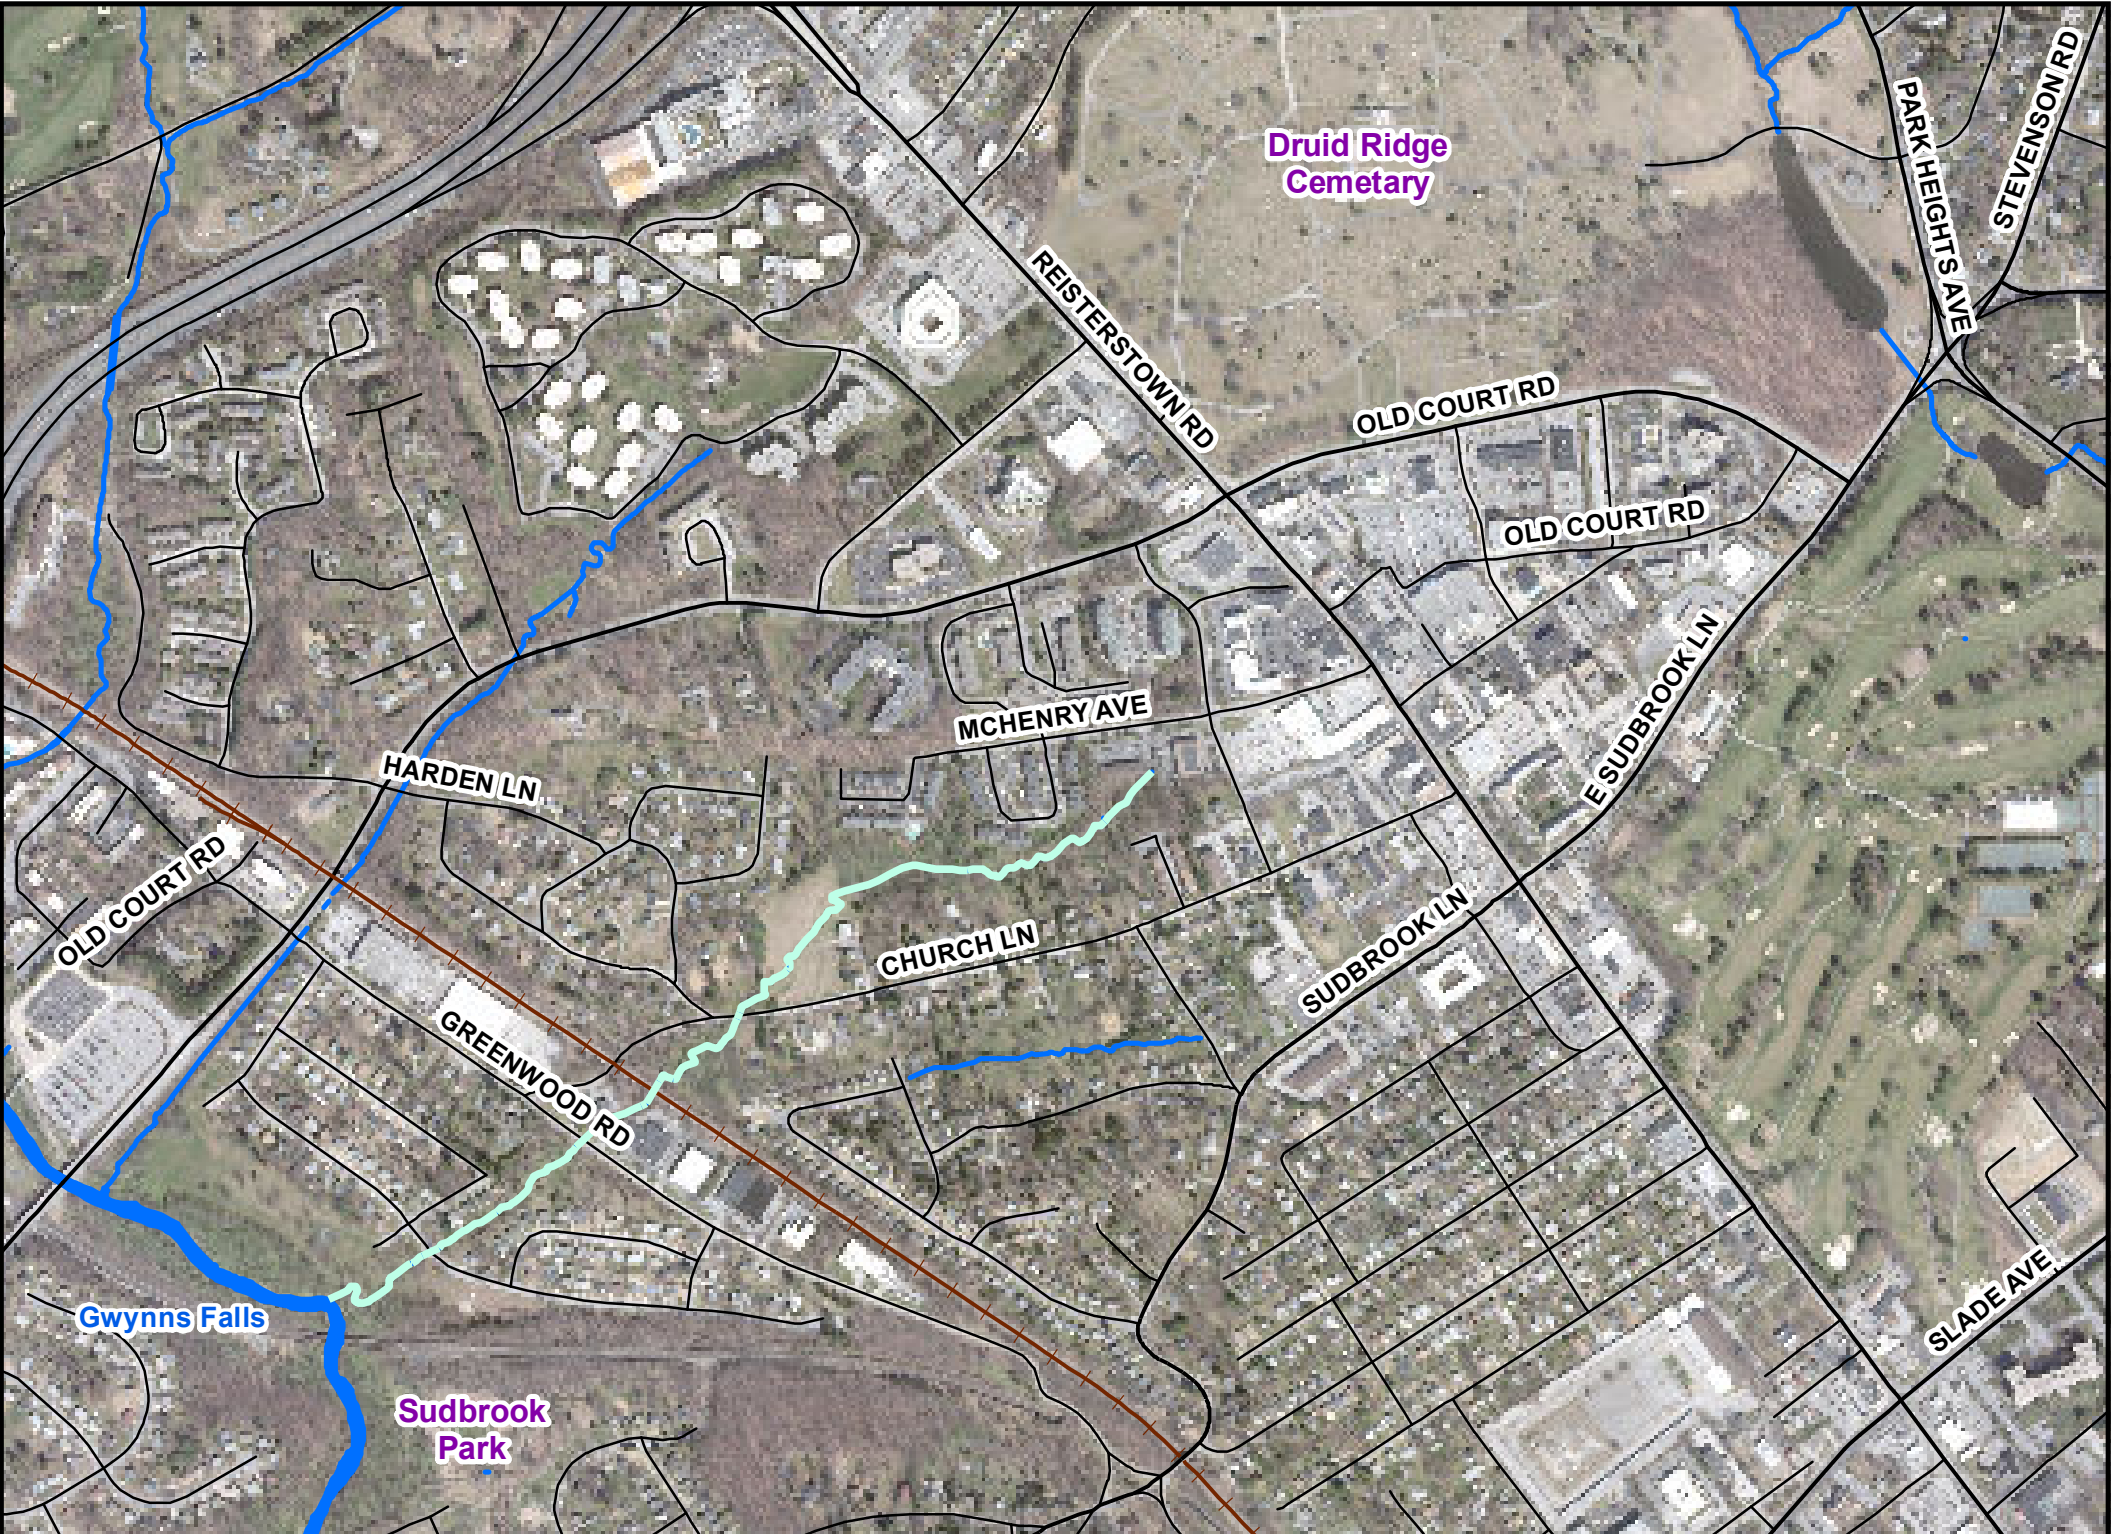 STEVENSON RD
PARK HEIGHTS AVE
Druid Ridge
Cemetary
REISTERSTOWN RD
OLD COURT RD
OLD COURT RD
E SUDBROOK LN
MCHENRY AVE
HARDEN LN
OLD COURT RD
CHURCH LN
SUDBROOK LN
GREENWOOD RD
Gwynns Falls
SLADE AVE
Sudbrook
Park